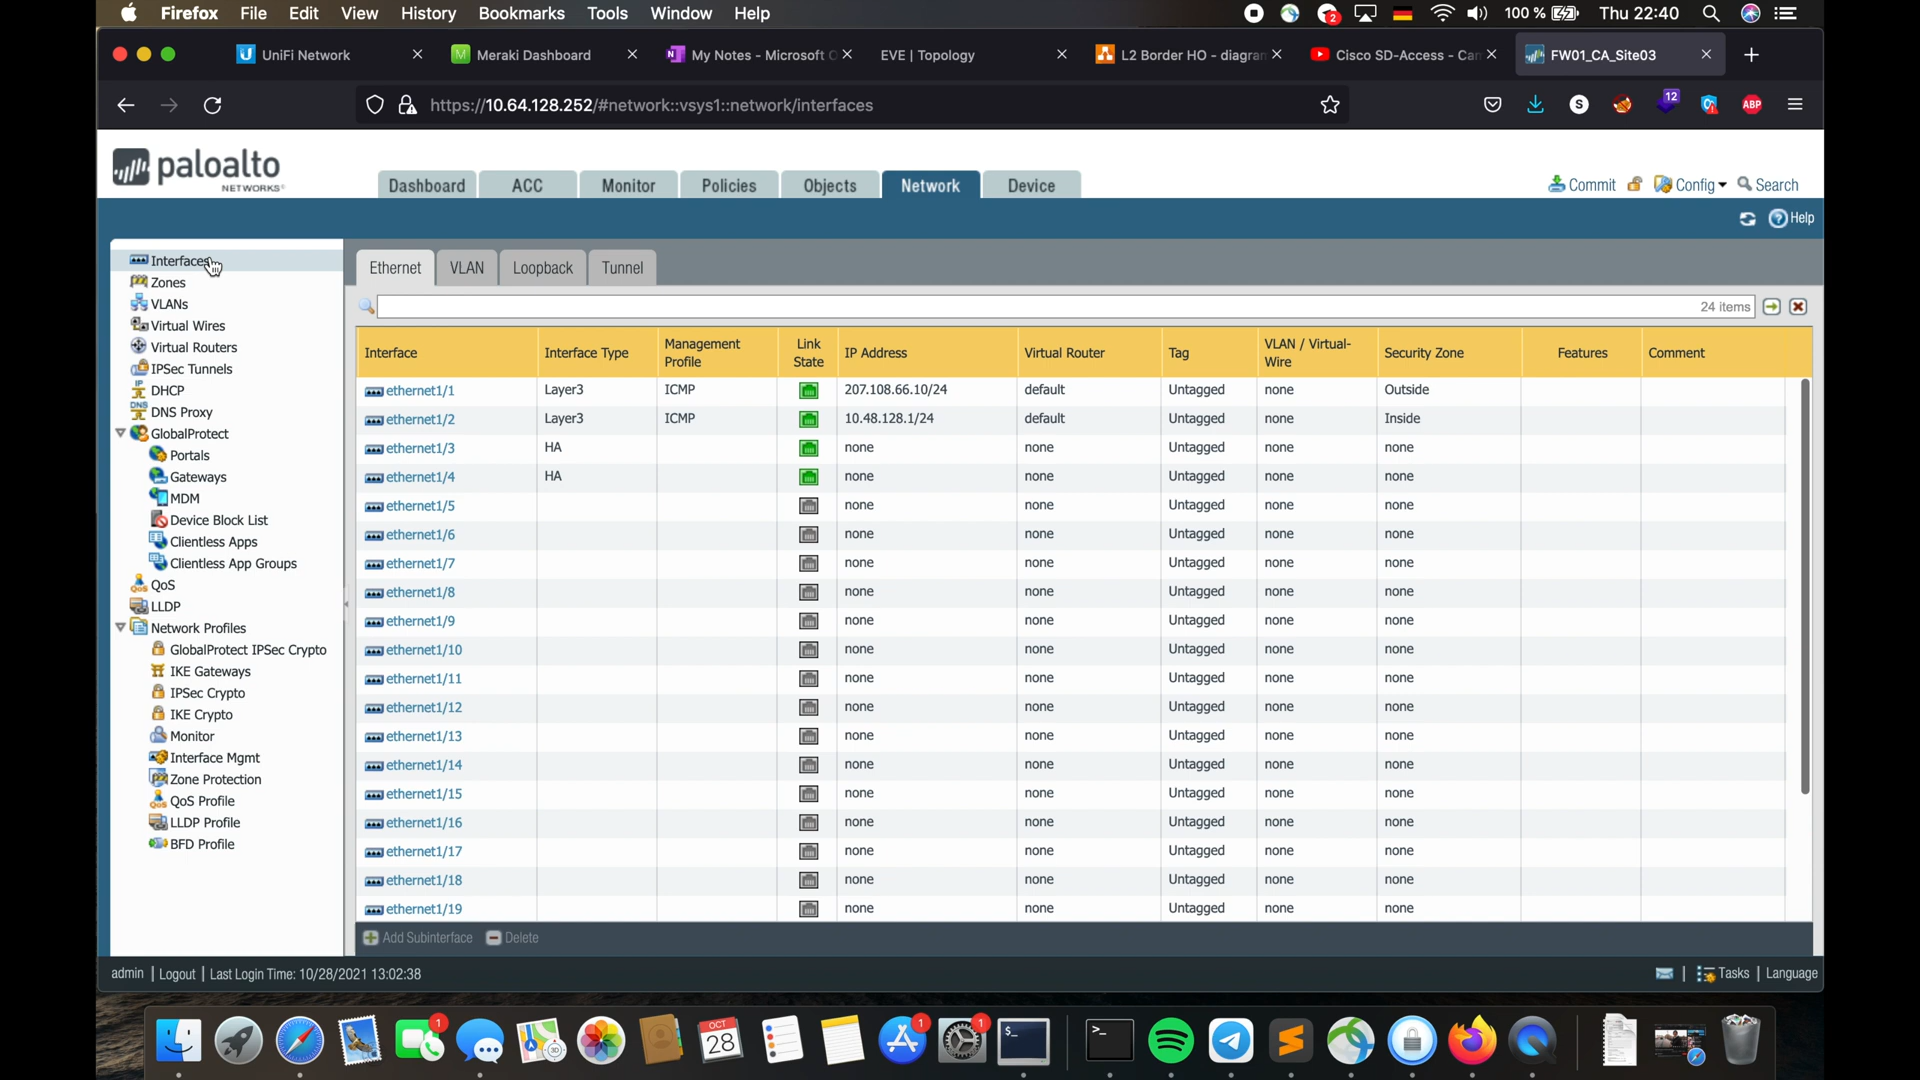 Firefox File Edit View History Bookmarks Tools Window Help 2 100 % Thu 22:40
UniFi Network Meraki Dashboard My Notes - Microsoft O EVE | Topology L2 Border HO - diagram Cisco SD-Access - Cam FW01_CA_Site03
https://10.64.128.252/#network::vsys1::network/interfaces S 12 ABP
paloalto
NETWORKS
Dashboard ACC Monitor Policies Objects Network Device Commit Config Search
Help
Interfaces
Zones
VLANs
Virtual Wires
Virtual Routers
IPSec Tunnels
DHCP
DNS Proxy
GlobalProtect
Portals
Gateways
MDM
Device Block List
Clientless Apps
Clientless App Groups
QoS
LLDP
Network Profiles
GlobalProtect IPSec Crypto
IKE Gateways
IPSec Crypto
IKE Crypto
Monitor
Interface Mgmt
Zone Protection
QoS Profile
LLDP Profile
BFD Profile
Ethernet VLAN Loopback Tunnel
24 items
Interface Interface Type Management Profile Link State IP Address Virtual Router Tag VLAN / Virtual-Wire Security Zone Features Comment
ethernet1/1 Layer3 ICMP 207.108.66.10/24 default Untagged none Outside
ethernet1/2 Layer3 ICMP 10.48.128.1/24 default Untagged none Inside
ethernet1/3 HA none none Untagged none none
ethernet1/4 HA none none Untagged none none
ethernet1/5 none none Untagged none none
ethernet1/6 none none Untagged none none
ethernet1/7 none none Untagged none none
ethernet1/8 none none Untagged none none
ethernet1/9 none none Untagged none none
ethernet1/10 none none Untagged none none
ethernet1/11 none none Untagged none none
ethernet1/12 none none Untagged none none
ethernet1/13 none none Untagged none none
ethernet1/14 none none Untagged none none
ethernet1/15 none none Untagged none none
ethernet1/16 none none Untagged none none
ethernet1/17 none none Untagged none none
ethernet1/18 none none Untagged none none
ethernet1/19 none none Untagged none none
Add Subinterface Delete
admin | Logout | Last Login Time: 10/28/2021 13:02:38 | Tasks | Language
1 OCT 28 1 1